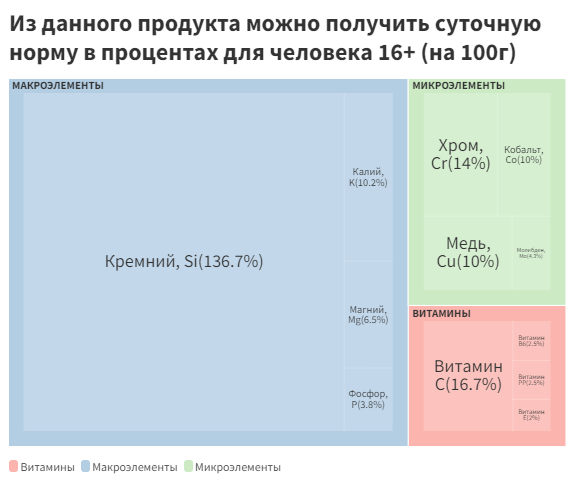 Из данного продукта можно получить суточную
норму в процентах для человека 16+ (на 100г)
МАКРОЭЛЕМЕНТЫ
Кремний, Si(136.7%)
Калий,
K(10.2%)
Магний,
Mg(6.5%)
Фосфор,
P(3.8%)
МИКРОЭЛЕМЕНТЫ
Хром,
Cr(14%)
Кобальт,
Co(10%)
Медь,
Cu(10%)
Молибден,
Mo(4.3%)
ВИТАМИНЫ
Витамин
C(16.7%)
Витамин
B6(2.5%)
Витамин
PP(2.5%)
Витамин
E(2%)
Витамины
Макроэлементы
Микроэлементы